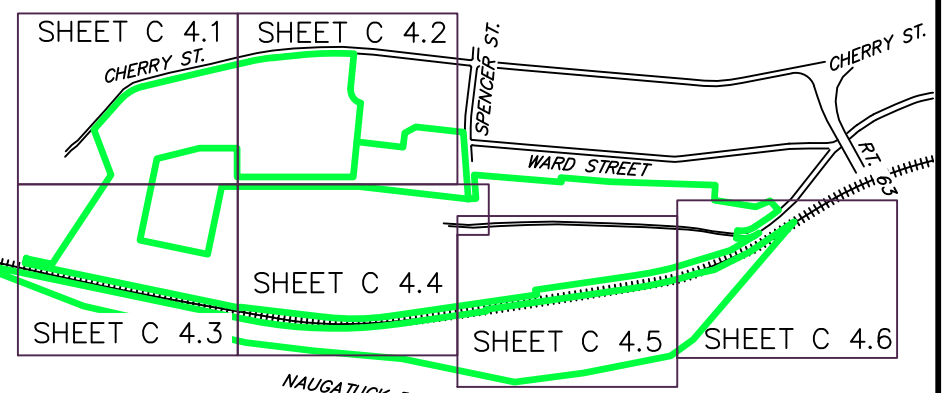 SHEET C 4.1
SHEET C 4.2
CHERRY ST.
SPENCER ST.
CHERRY ST.
WARD STREET
RT. 63
SHEET C 4.4
SHEET C 4.3
SHEET C 4.5
SHEET C 4.6
NAUGATUCK